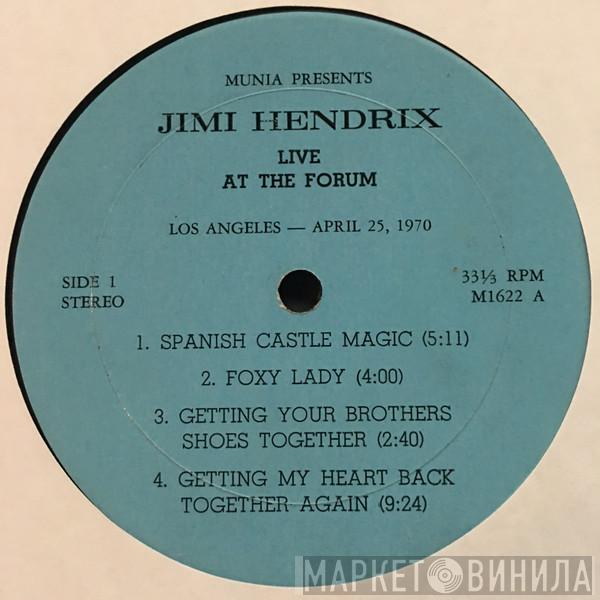 MUNIA PRESENTS
JIMI HENDRIX
LIVE
AT THE FORUM
LOS ANGELES — APRIL 25, 1970
SIDE 1
STEREO
33⅓ RPM
M1622 A
1. SPANISH CASTLE MAGIC (5:11)
2. FOXY LADY (4:00)
3. GETTING YOUR BROTHERS
SHOES TOGETHER (2:40)
4. GETTING MY HEART BACK
TOGETHER AGAIN (9:24)
МАРКЕТ ВИНИЛА